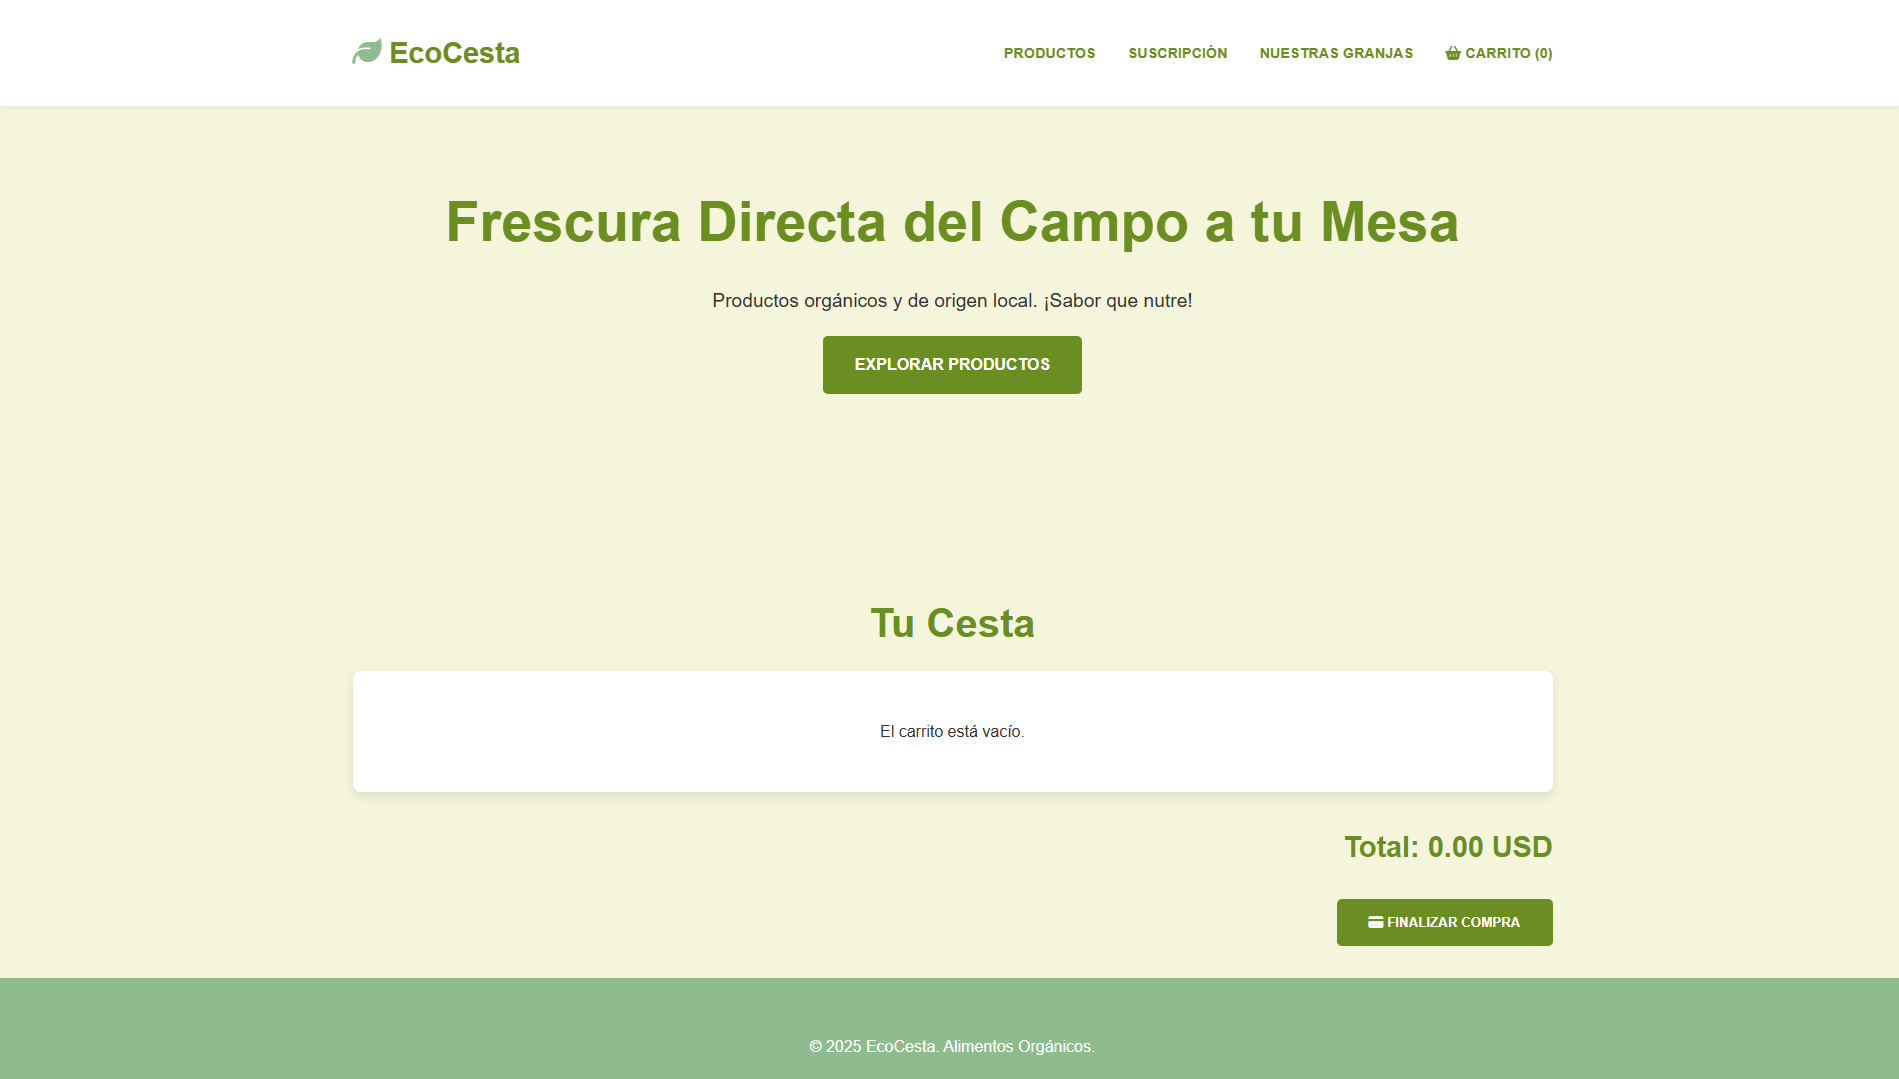 EcoCesta
PRODUCTOS
SUSCRIPCIÓN
NUESTRAS GRANJAS
CARRITO (0)
Frescura Directa del Campo a tu Mesa
Productos orgánicos y de origen local. ¡Sabor que nutre!
EXPLORAR PRODUCTOS
Tu Cesta
El carrito está vacío.
Total: 0.00 USD
FINALIZAR COMPRA
© 2025 EcoCesta. Alimentos Orgánicos.